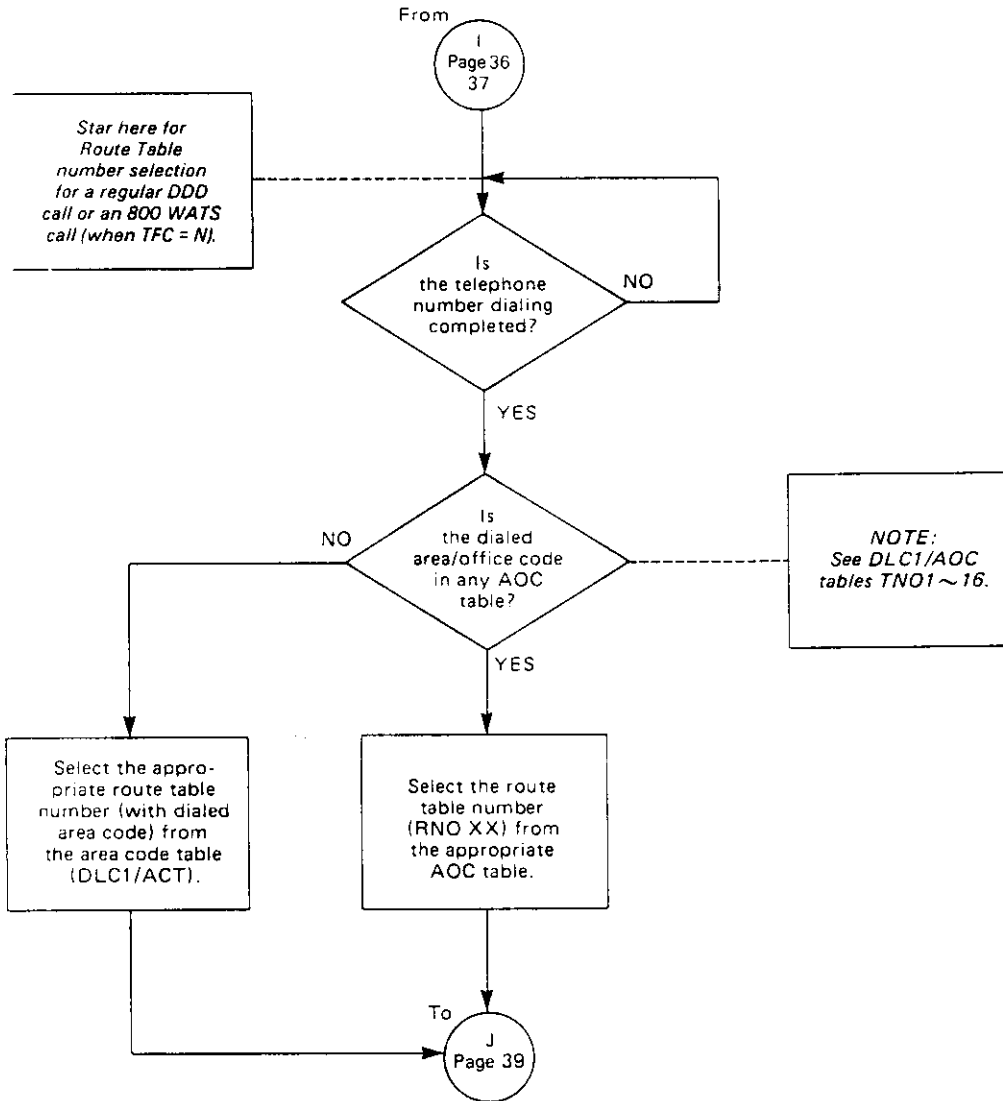 From
I
Page 36
37
Star here for
Route Table
number selection
for a regular DDD
call or an 800 WATS
call (when TFC = N).
Is
the telephone
number dialing
completed?
NO
YES
Is
the dialed
area/office code
in any AOC
table?
NO
YES
NOTE:
See DLC1/AOC
tables TNO1 ~ 16.
Select the appro-
priate route table
number (with dialed
area code) from
the area code table
(DLC1/ACT).
Select the route
table number
(RNO XX) from
the appropriate
AOC table.
To
J
Page 39